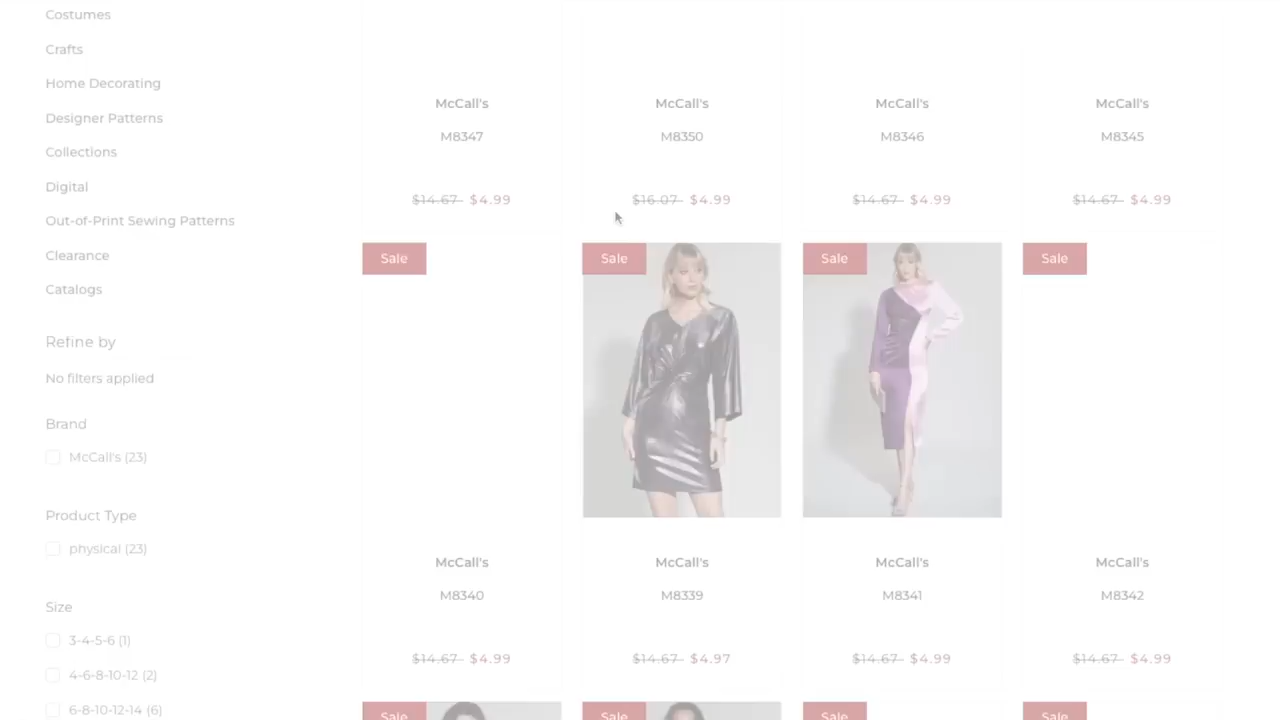 Costumes
Crafts
Home Decorating
Designer Patterns
Collections
Digital
Out-of-Print Sewing Patterns
Clearance
Catalogs
Refine by
No filters applied
Brand
McCall's (23)
Product Type
physical (23)
Size
3-4-5-6 (1)
4-6-8-10-12 (2)
6-8-10-12-14 (6)
McCall's McCall's McCall's McCall's
M8347 M8350 M8346 M8345
$14.67 $4.99 $16.07 $4.99 $14.67 $4.99 $14.67 $4.99
Sale Sale Sale Sale
McCall's McCall's McCall's McCall's
M8340 M8339 M8341 M8342
$14.67 $4.99 $14.67 $4.97 $14.67 $4.99 $14.67 $4.99
Sale Sale Sale Sale